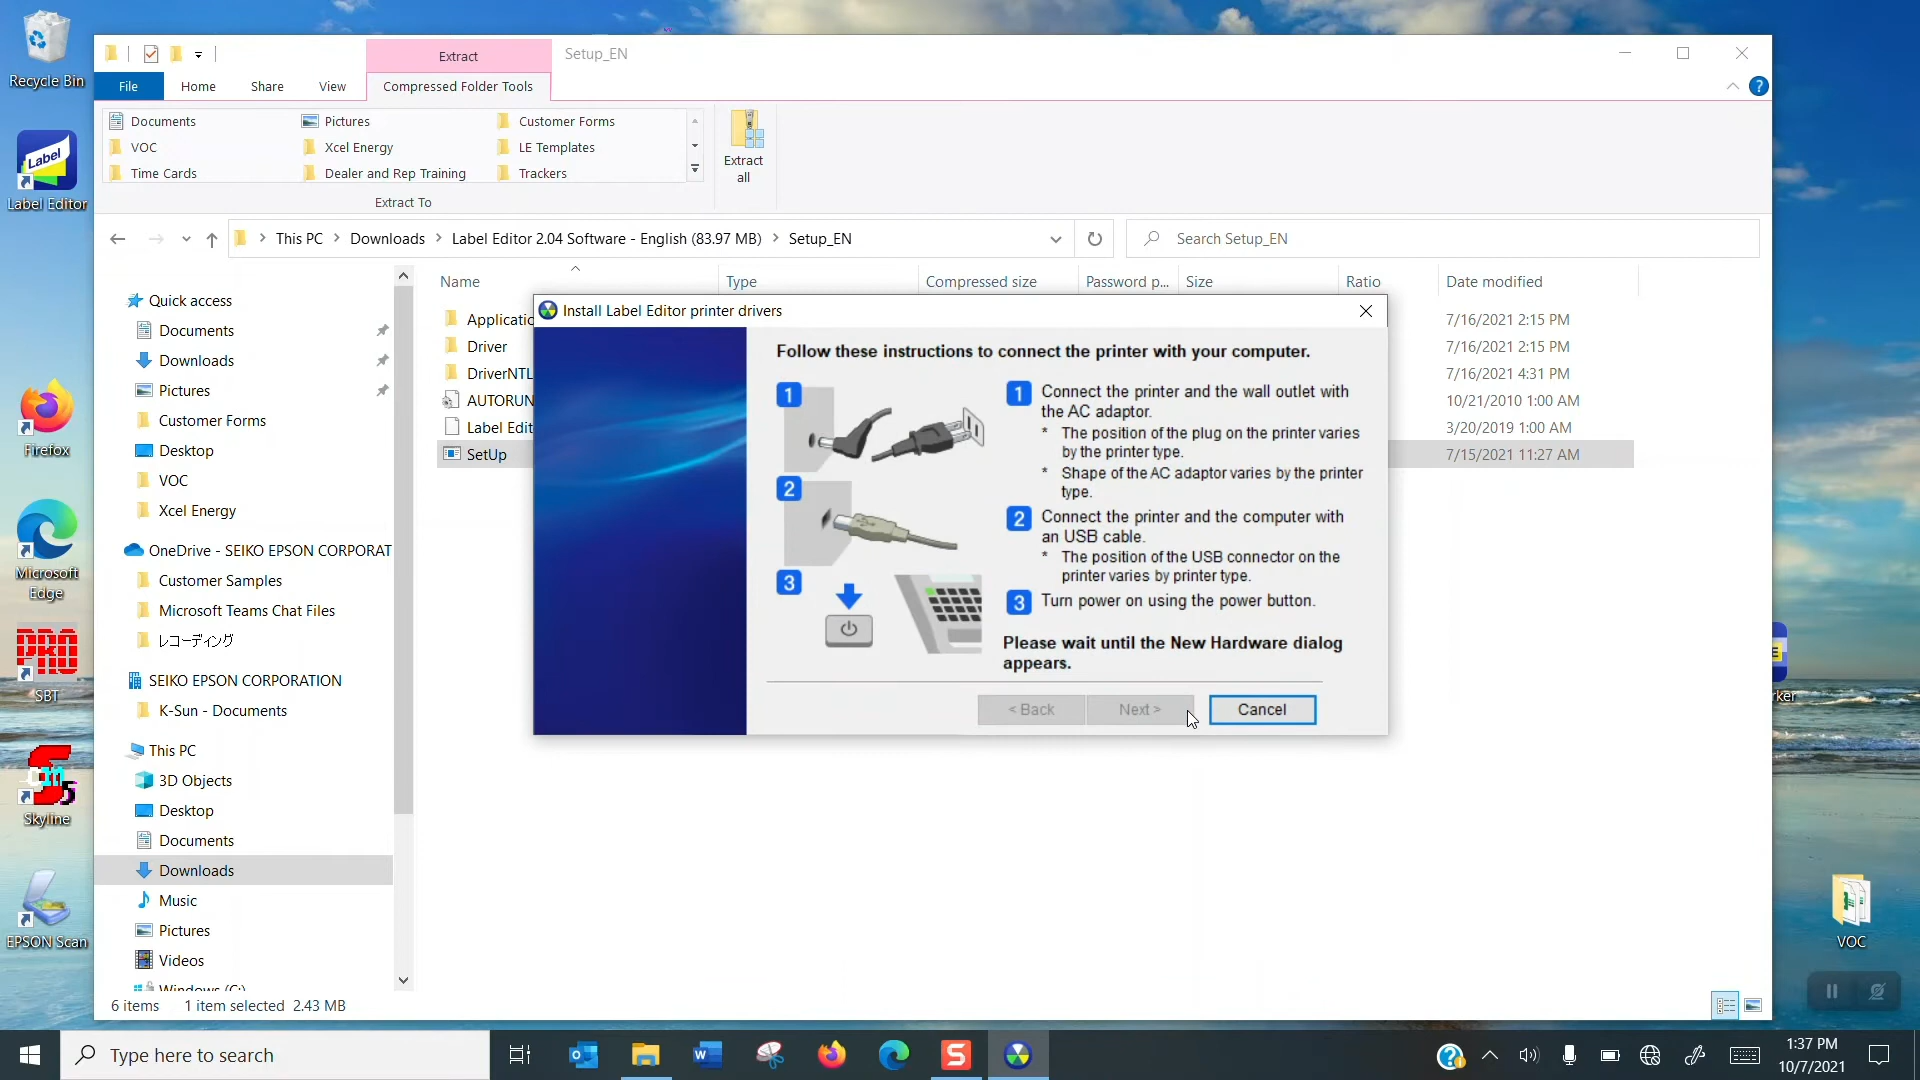 Recycle Bin
Label Editor
Label
Firefox
Microsoft
Edge
PRO
SBT
Skyline
EPSON Scan
Extract
Setup_EN
File
Home
Share
View
Compressed Folder Tools
Documents
Pictures
Customer Forms
VOC
Xcel Energy
LE Templates
Time Cards
Dealer and Rep Training
Trackers
Extract To
Extract
all
This PC > Downloads > Label Editor 2.04 Software - English (83.97 MB) > Setup_EN
Search Setup_EN
Name
Type
Compressed size
Password p...
Size
Ratio
Date modified
Quick access
Documents
Downloads
Pictures
Customer Forms
Desktop
VOC
Xcel Energy
OneDrive - SEIKO EPSON CORPORAT
Customer Samples
Microsoft Teams Chat Files
レコーディング
SEIKO EPSON CORPORATION
K-Sun - Documents
This PC
3D Objects
Desktop
Documents
Downloads
Music
Pictures
Videos
Windows (C:)
Applicatio
7/16/2021 2:15 PM
Driver
7/16/2021 2:15 PM
DriverNTL
7/16/2021 4:31 PM
AUTORUN
10/21/2010 1:00 AM
Label Edit
3/20/2019 1:00 AM
SetUp
7/15/2021 11:27 AM
Install Label Editor printer drivers
Follow these instructions to connect the printer with your computer.
1
2
3
1 Connect the printer and the wall outlet with
the AC adaptor.
* The position of the plug on the printer varies
by the printer type.
* Shape of the AC adaptor varies by the printer
type.
2 Connect the printer and the computer with
an USB cable.
* The position of the USB connector on the
printer varies by printer type.
3 Turn power on using the power button.
Please wait until the New Hardware dialog
appears.
< Back
Next >
Cancel
6 items
1 item selected 2.43 MB
VOC
Type here to search
1:37 PM
10/7/2021